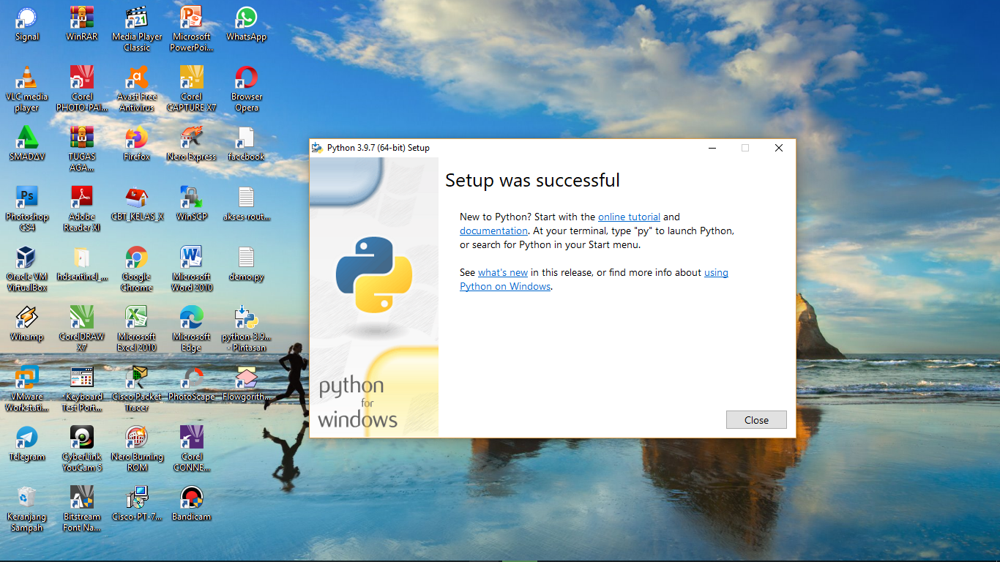 Signal
WinRAR
Media Player
Classic
Microsoft
PowerPoi...
WhatsApp
VLC media
player
Corel
PHOTO-PAI...
Avast Free
Antivirus
Corel
CAPTURE X7
Browser
Opera
SMADΔV
TUGAS
AGA...
Firefox
Nero Express
facebook
Photoshop
CS4
Adobe
Reader XI
CBT_KELAS_X
WinSCP
akses-rout...
Oracle VM
VirtualBox
hdsentinel_...
Google
Chrome
Microsoft
Word 2010
demo.py
Winamp
CorelDRAW
X7
Microsoft
Excel 2010
Microsoft
Edge
python-3.9...
- Pintasan
VMware
Workstati...
Keyboard
Test Port...
Cisco Packet
Tracer
PhotoScape
Flowgorith...
Telegram
CyberLink
YouCam 5
Nero Burning
ROM
Corel
CONNE...
Keranjang
Sampah
Bitstream
Font Na...
Cisco-PT-7...
Bandicam
Python 3.9.7 (64-bit) Setup
Setup was successful
New to Python? Start with the online tutorial and
documentation. At your terminal, type "py" to launch Python,
or search for Python in your Start menu.
See what's new in this release, or find more info about using
Python on Windows.
python
for
windows
Close